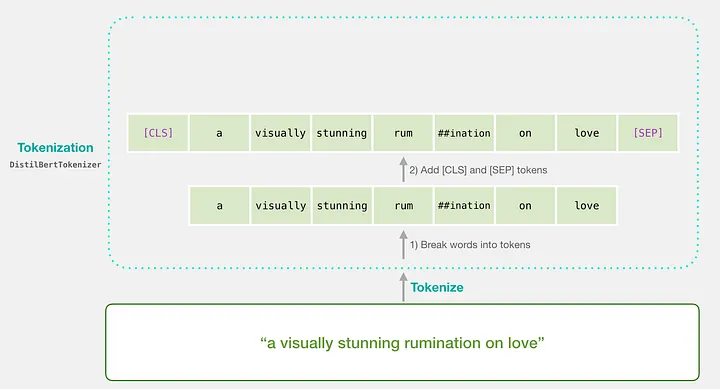 [CLS] a visually stunning rum ##ination on love [SEP]
Tokenization
DistilBertTokenizer
2) Add [CLS] and [SEP] tokens
a visually stunning rum ##ination on love
1) Break words into tokens
Tokenize
“a visually stunning rumination on love”